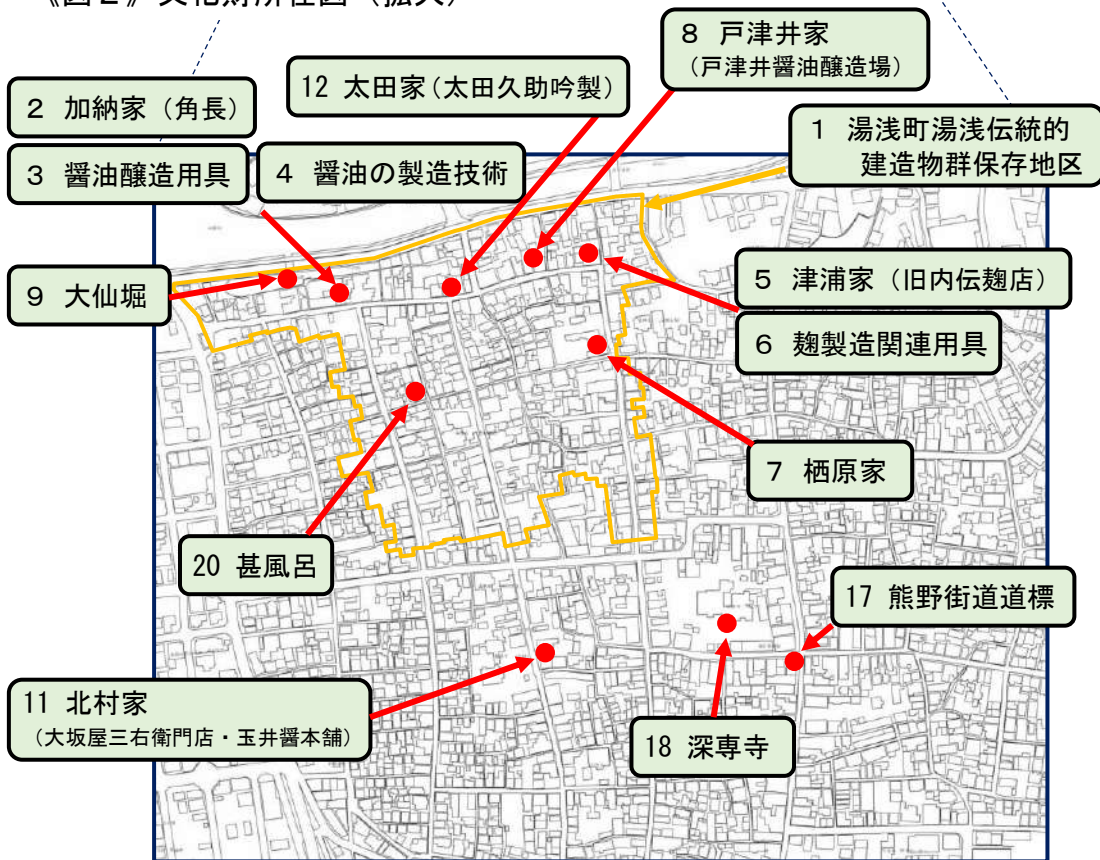 《図２》文化財所在図（拡大）
８ 戸津井家
（戸津井醤油醸造場）
12 太田家（太田久助吟製）
２ 加納家（角長）
１ 湯浅町湯浅伝統的
建造物群保存地区
３ 醤油醸造用具
４ 醤油の製造技術
９ 大仙堀
５ 津浦家（旧内伝麹店）
６ 麹製造関連用具
７ 栖原家
20 甚風呂
17 熊野街道道標
11 北村家
（大坂屋三右衛門店・玉井醤本舗）
18 深専寺